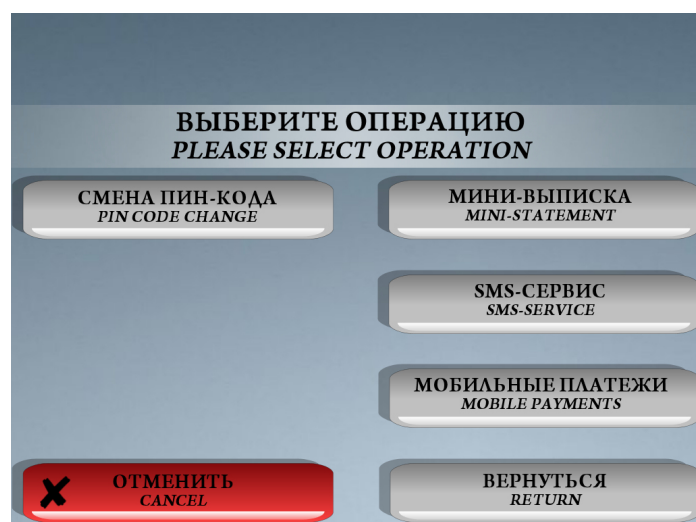 ВЫБЕРИТЕ ОПЕРАЦИЮ
PLEASE SELECT OPERATION
СМЕНА ПИН-КОДА
PIN CODE CHANGE
МИНИ-ВЫПИСКА
MINI-STATEMENT
SMS-СЕРВИС
SMS-SERVICE
МОБИЛЬНЫЕ ПЛАТЕЖИ
MOBILE PAYMENTS
ОТМЕНИТЬ
CANCEL
ВЕРНУТЬСЯ
RETURN